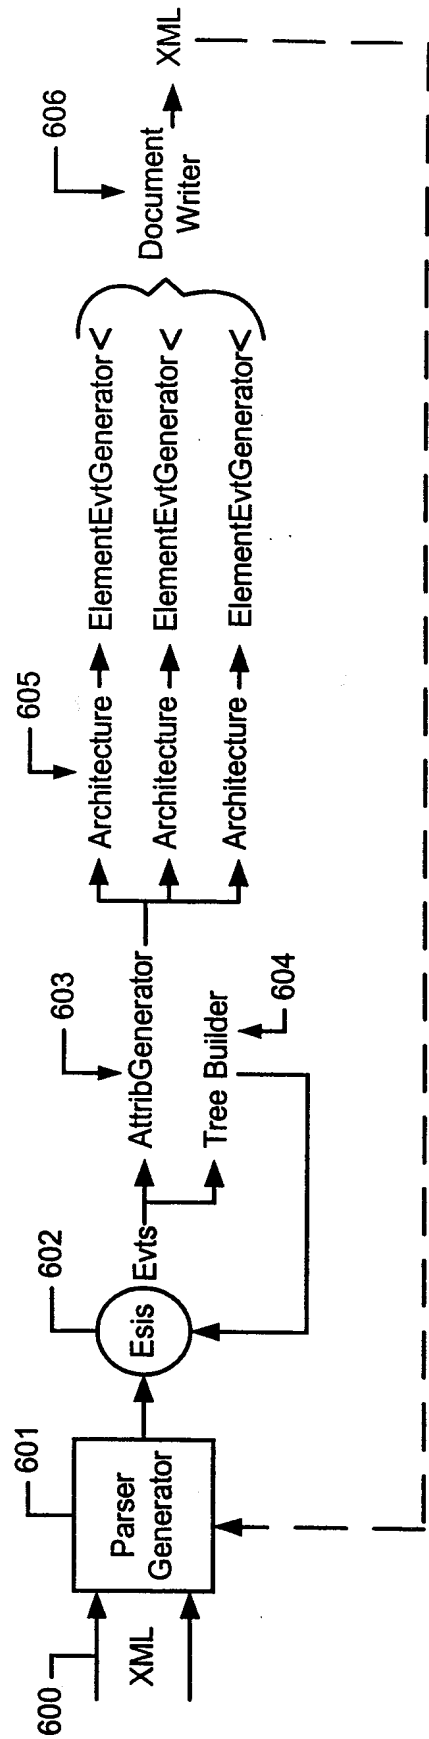 600
XML
601
Parser
Generator
602
Esis
Evts
603
AttribGenerator
Tree Builder
604
605
Architecture
ElementEvtGenerator
Architecture
ElementEvtGenerator
Architecture
ElementEvtGenerator
606
Document
Writer
XML